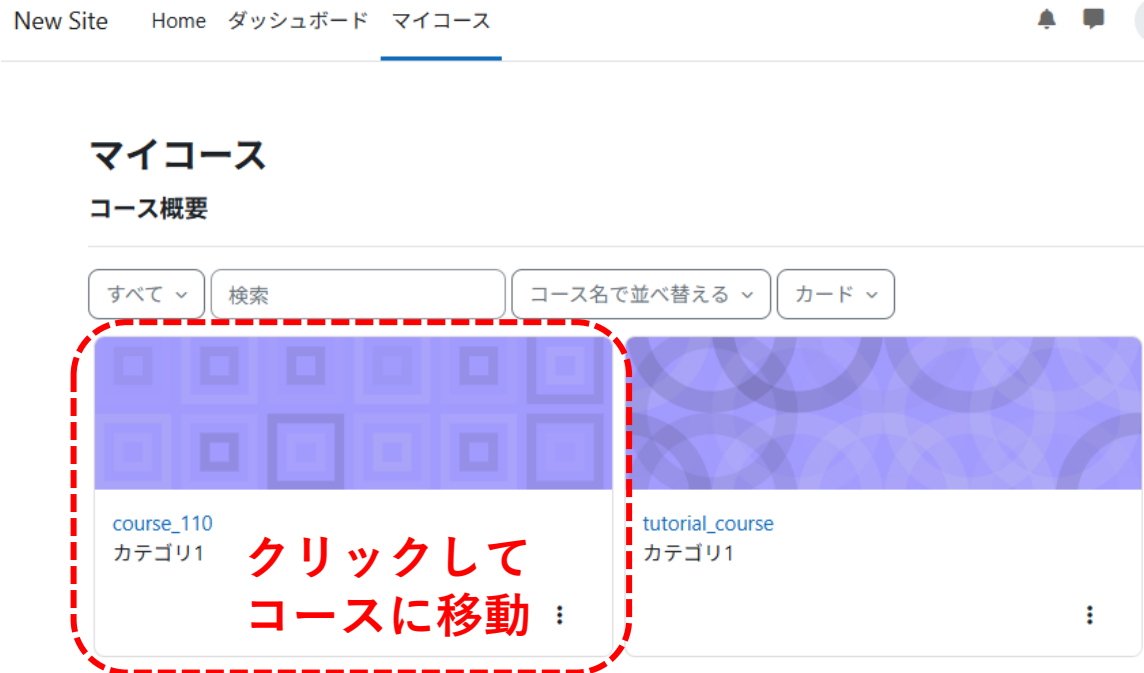 New Site Home ダッシュボード マイコース
マイコース
コース概要
すべて 検索 コース名で並べ替える カード
course_110
カテゴリ1
クリックして
コースに移動
tutorial_course
カテゴリ1